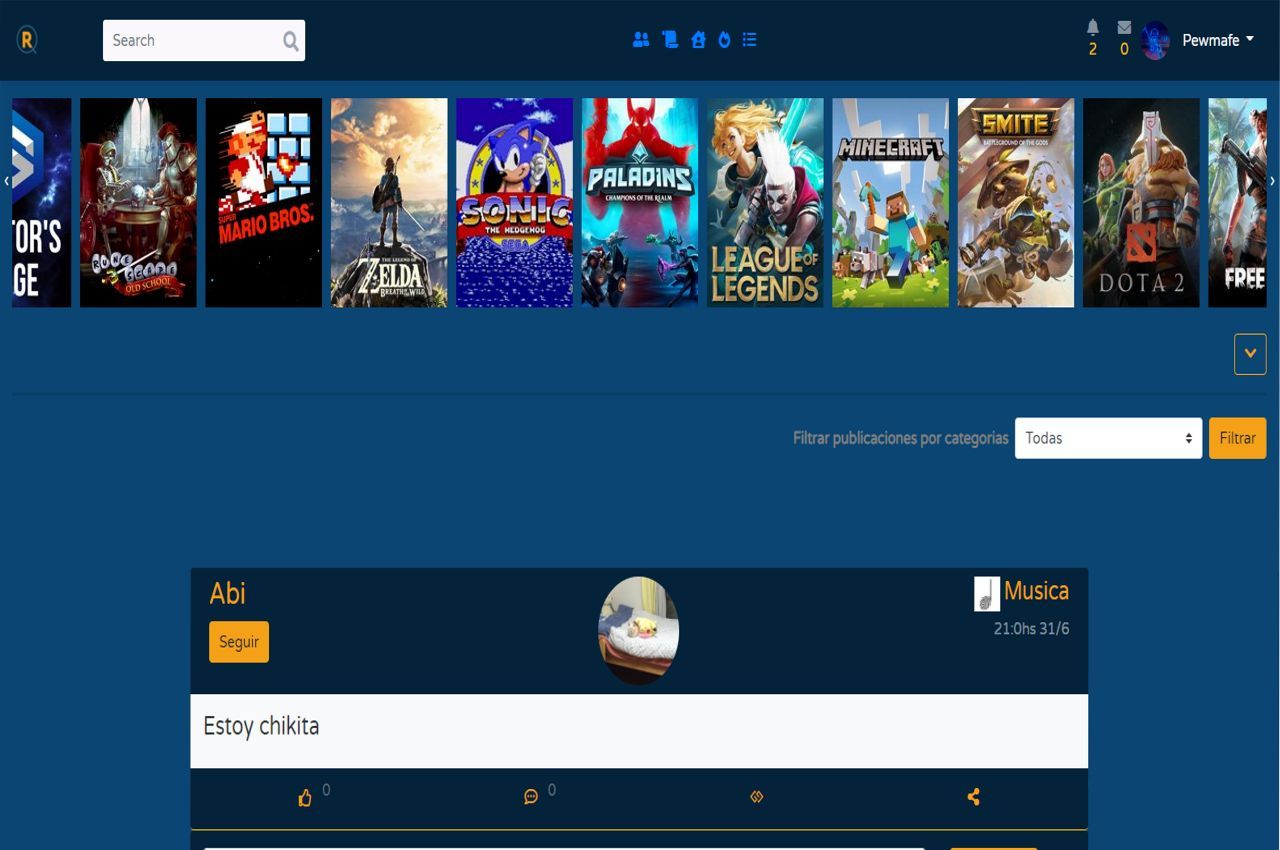 R
Search
2
0
Pewmafe
TOR'S
GE
RuneScape
OLD SCHOOL
SUPER
MARIO BROS.
THE LEGEND OF
ZELDA
BREATH OF THE WILD
SONIC
THE HEDGEHOG
SEGA
PALADINS
CHAMPIONS OF THE REALM
LEAGUE OF
LEGENDS
MINECRAFT
SMITE
BATTLEGROUND OF THE GODS
DOTA 2
FREE
Filtrar publicaciones por categorias
Todas
Filtrar
Abi
Seguir
Musica
21:0hs 31/6
Estoy chikita
0
0